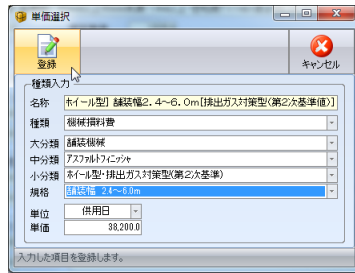 単価選択
登録
キャンセル
種類入力
名称 ホイール型] 舗装幅2.4～6.0m[排出ガス対策型(第2次基準値)]
種類 機械損料費
大分類 舗装機械
中分類 アスファルトフィニッシャ
小分類 ホイール型・排出ガス対策型(第2次基準)
規格 舗装幅 2.4～6.0m
単位 供用日
単価 38,200.0
入力した項目を登録します。